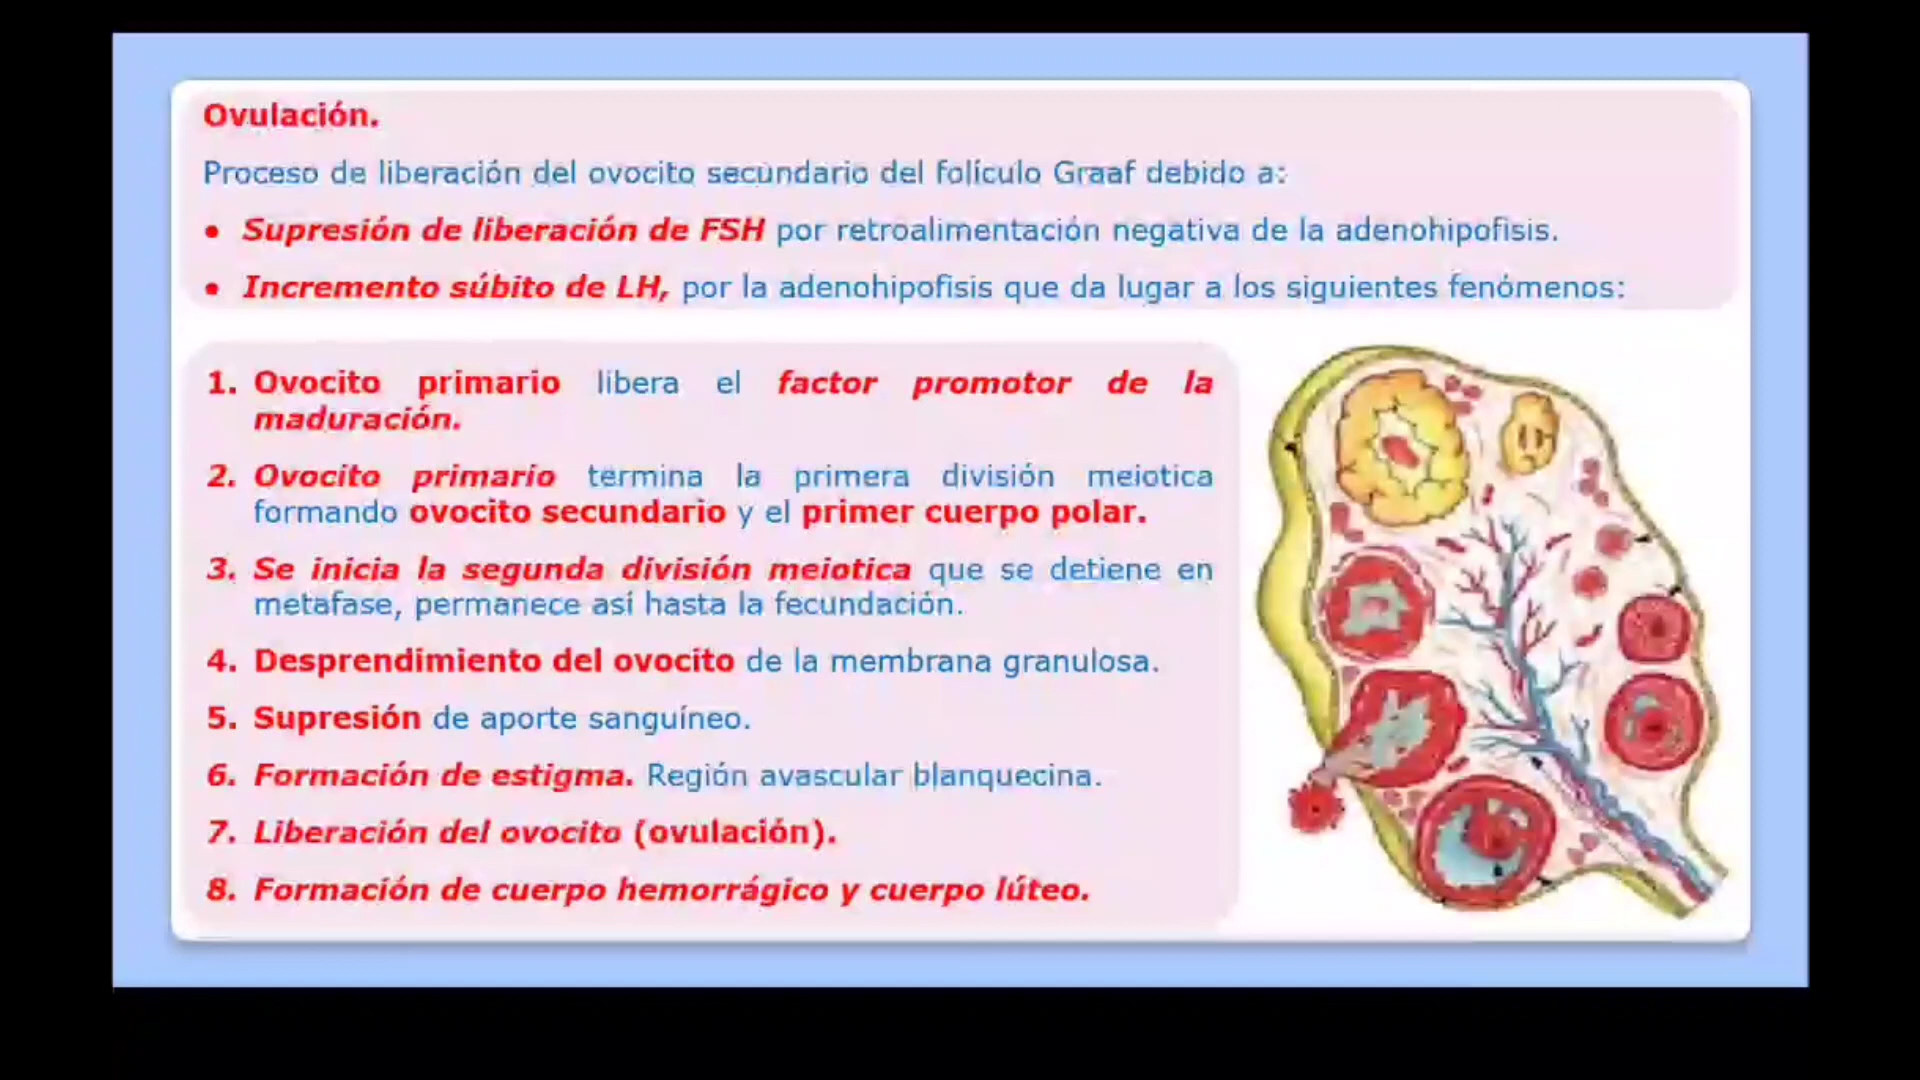 Ovulación.
Proceso de liberación del ovocito secundario del folículo Graaf debido a:
• Supresión de liberación de FSH por retroalimentación negativa de la adenohipofisis.
• Incremento súbito de LH, por la adenohipofisis que da lugar a los siguientes fenómenos:
1. Ovocito primario libera el factor promotor de la
maduración.
2. Ovocito primario termina la primera división meiotica
formando ovocito secundario y el primer cuerpo polar.
3. Se inicia la segunda división meiotica que se detiene en
metafase, permanece así hasta la fecundación.
4. Desprendimiento del ovocito de la membrana granulosa.
5. Supresión de aporte sanguíneo.
6. Formación de estigma. Región avascular blanquecina.
7. Liberación del ovocito (ovulación).
8. Formación de cuerpo hemorrágico y cuerpo lúteo.